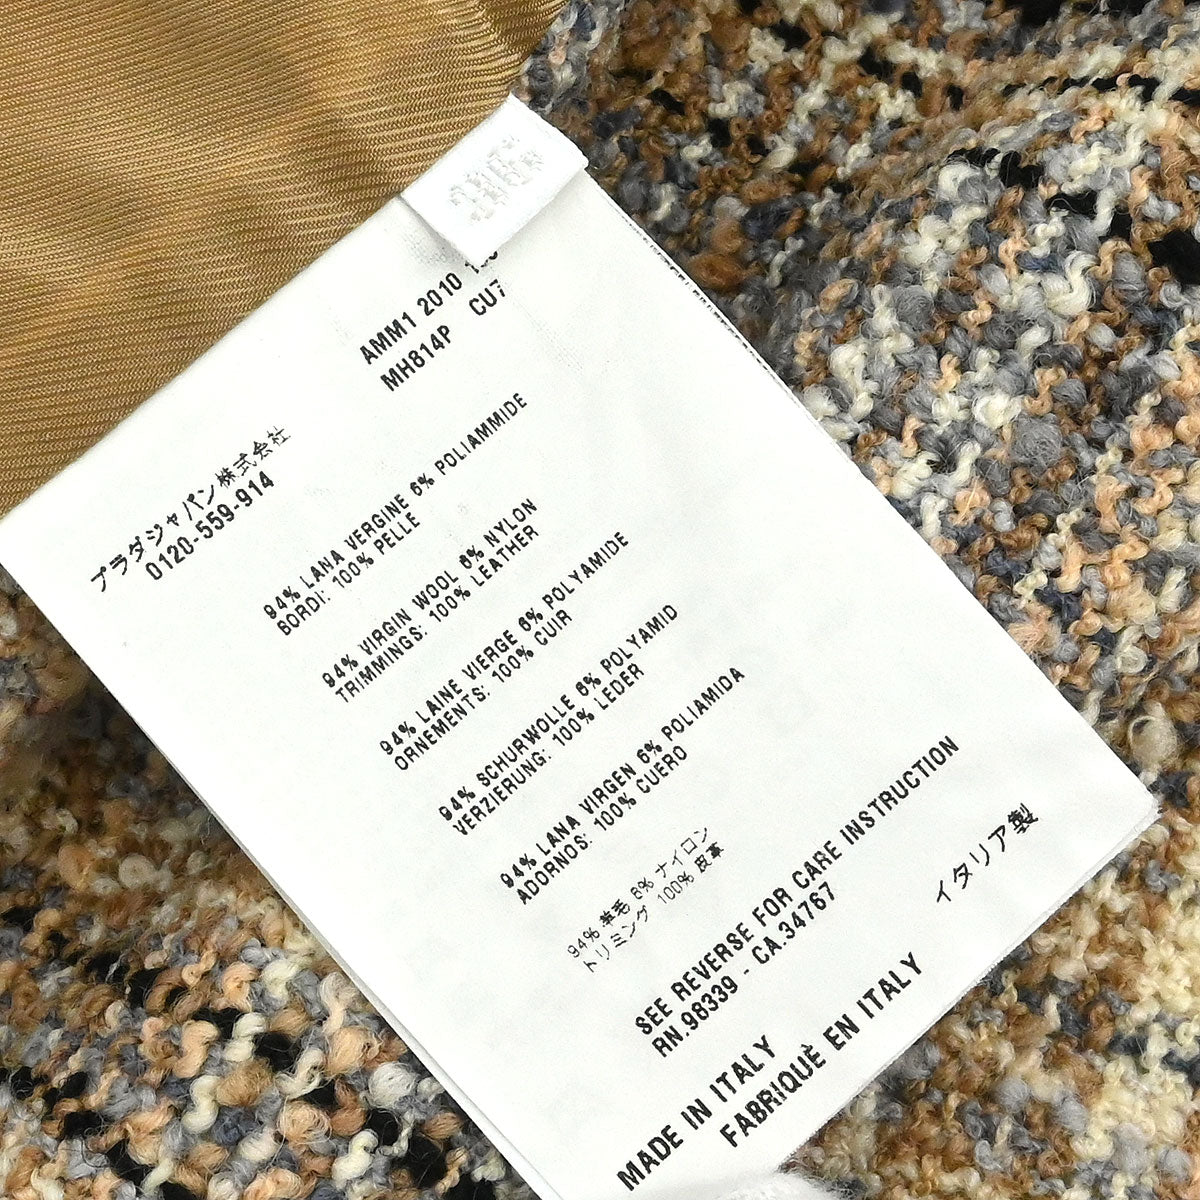 AMM1 2010
MH814P CU7
プラダジャパン株式会社
0120-559-914
94% LANA VERGINE 6% POLIAMMIDE
BORDI: 100% PELLE
94% VIRGIN WOOL 6% NYLON
TRIMMINGS: 100% LEATHER
94% LAINE VIERGE 6% POLYAMIDE
ORNEMENTS: 100% CUIR
94% SCHURWOLLE 6% POLYAMID
VERZIERUNG: 100% LEDER
94% LANA VIRGEN 6% POLIAMIDA
ADORNOS: 100% CUERO
94% 羊毛 6% ナイロン
トリミング 100% 皮革
SEE REVERSE FOR CARE INSTRUCTION
RN.98339 - CA.34767
イタリア製
MADE IN ITALY
FABRIQUÈ EN ITALY